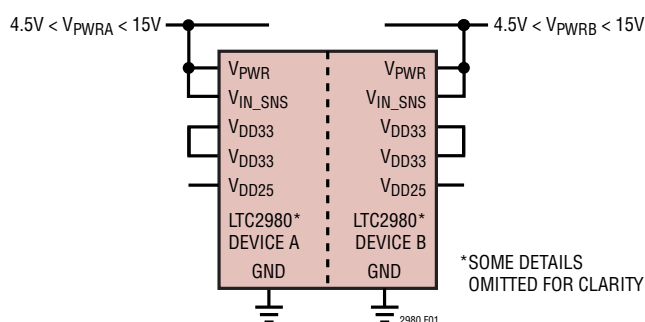 4.5V < VPWRA < 15V
4.5V < VPWRB < 15V
VPWR
VIN_SNS
VDD33
VDD33
VDD25
LTC2980*
DEVICE A
GND
VPWR
VIN_SNS
VDD33
VDD33
VDD25
LTC2980*
DEVICE B
GND
*SOME DETAILS
OMITTED FOR CLARITY
2980 F01